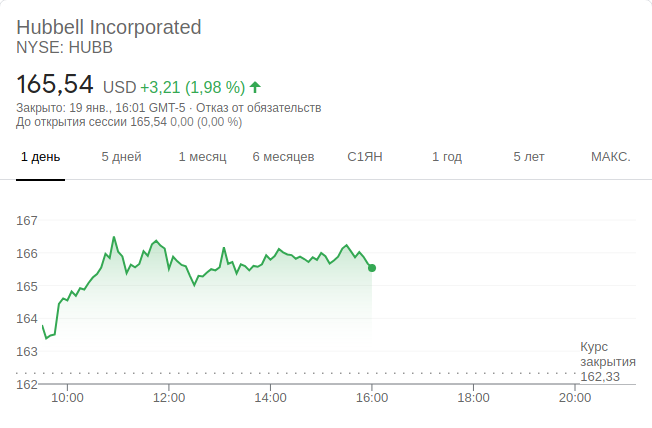 Hubbell Incorporated
NYSE: HUBB
165,54 USD +3,21 (1,98 %)
Закрыто: 19 янв., 16:01 GMT-5 · Отказ от обязательств
До открытия сессии 165,54 0,00 (0,00 %)
1 день 5 дней 1 месяц 6 месяцев С1ЯН 1 год 5 лет МАКС.
167
166
165
164
163
Курс
закрытия
162,33
162
10:00 12:00 14:00 16:00 18:00 20:00